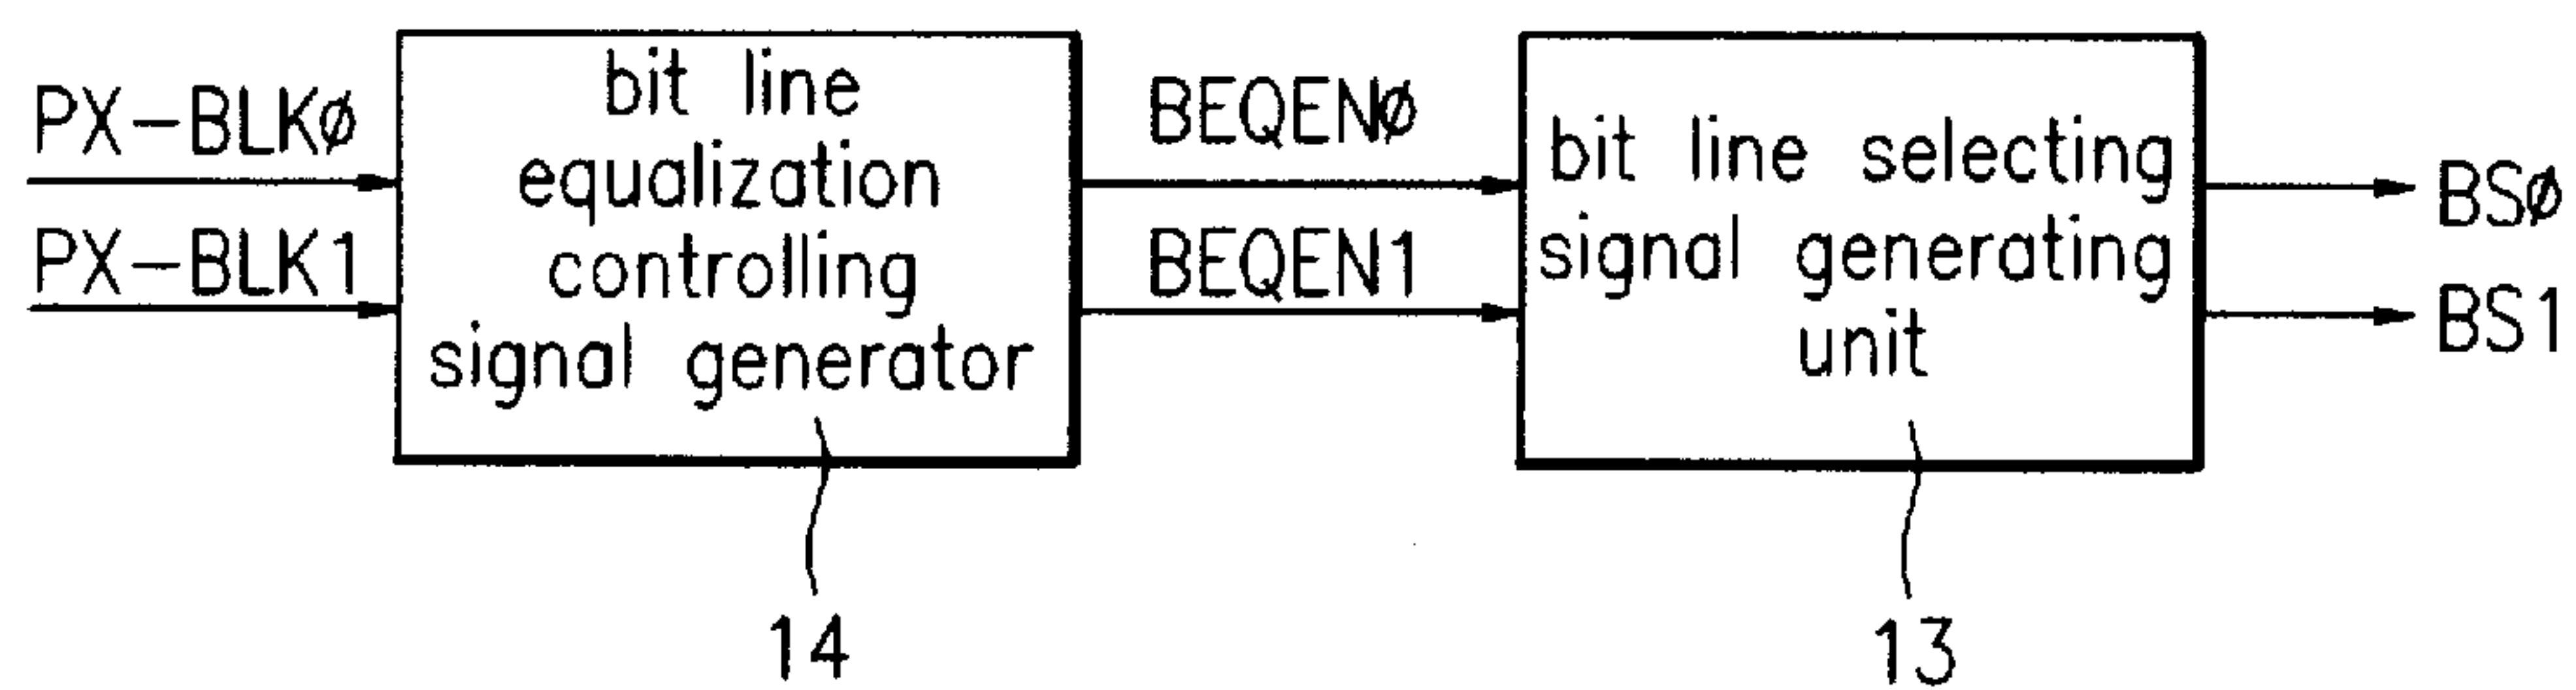 PX-BLKø
PX-BLK1
bit line
equalization
controlling
signal generator
14
BEQENø
BEQEN1
bit line selecting
signal generating
unit
13
BSø
BS1